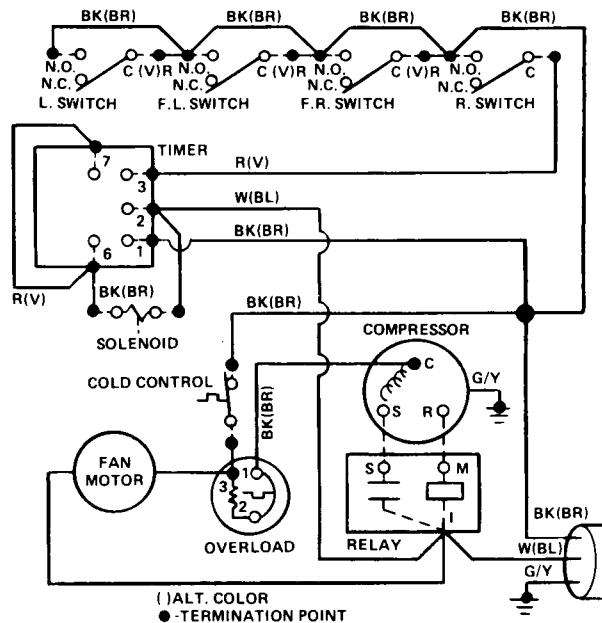 BK(BR) BK(BR) BK(BR) BK(BR)
N.O. C (V)R N.O. C (V)R N.O. C (V)R N.O. C
N.C. N.C. N.C. N.C.
L. SWITCH F.L. SWITCH F.R. SWITCH R. SWITCH
TIMER
7
R(V)
3
W(BL)
2
BK(BR)
6 1
R(V)
BK(BR)
SOLENOID
BK(BR)
COMPRESSOR
C
COLD CONTROL
G/Y
BK(BR)
S R
FAN
MOTOR
1
3
2
S M
L
OVERLOAD
RELAY
BK(BR)
W(BL)
G/Y
( )ALT. COLOR
-TERMINATION POINT